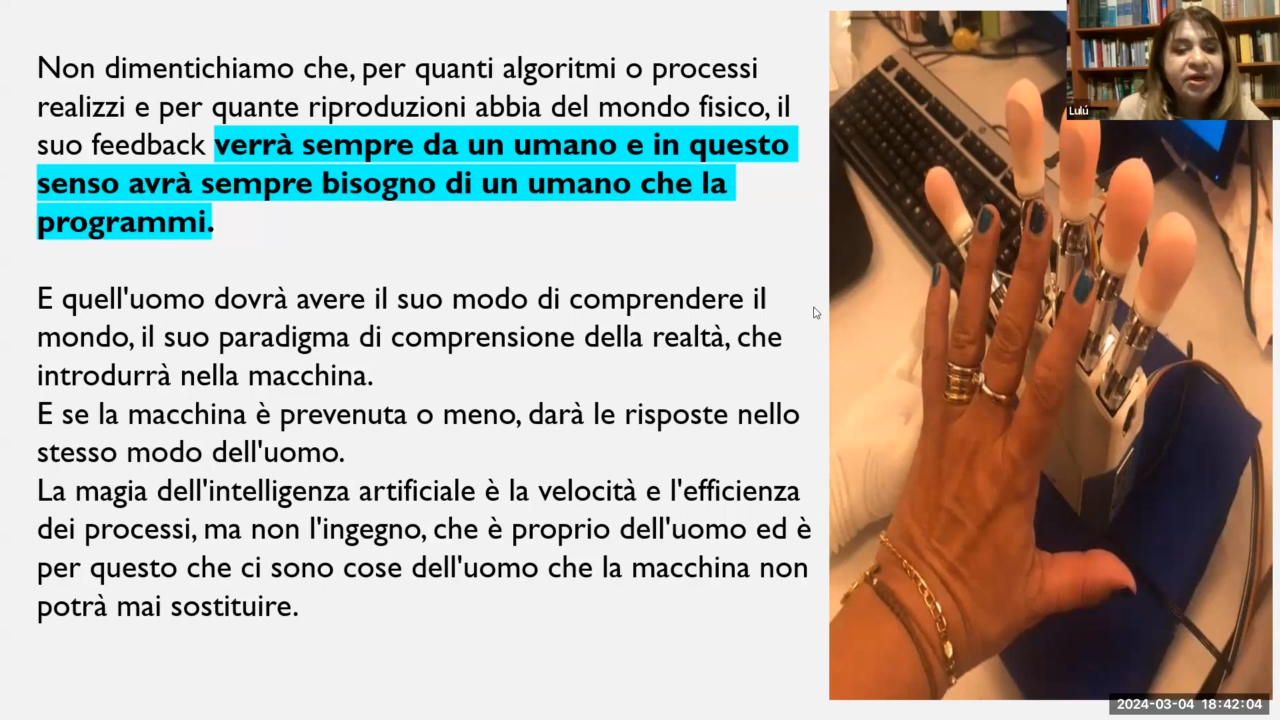 Non dimentichiamo che, per quanti algoritmi o processi
realizzi e per quante riproduzioni abbia del mondo fisico, il
suo feedback verrà sempre da un umano e in questo
senso avrà sempre bisogno di un umano che la
programmi.
E quell'uomo dovrà avere il suo modo di comprendere il
mondo, il suo paradigma di comprensione della realtà, che
introdurrà nella macchina.
E se la macchina è prevenuta o meno, darà le risposte nello
stesso modo dell'uomo.
La magia dell'intelligenza artificiale è la velocità e l'efficienza
dei processi, ma non l'ingegno, che è proprio dell'uomo ed è
per questo che ci sono cose dell'uomo che la macchina non
potrà mai sostituire.
Lulú
2024-03-04 18:42:04